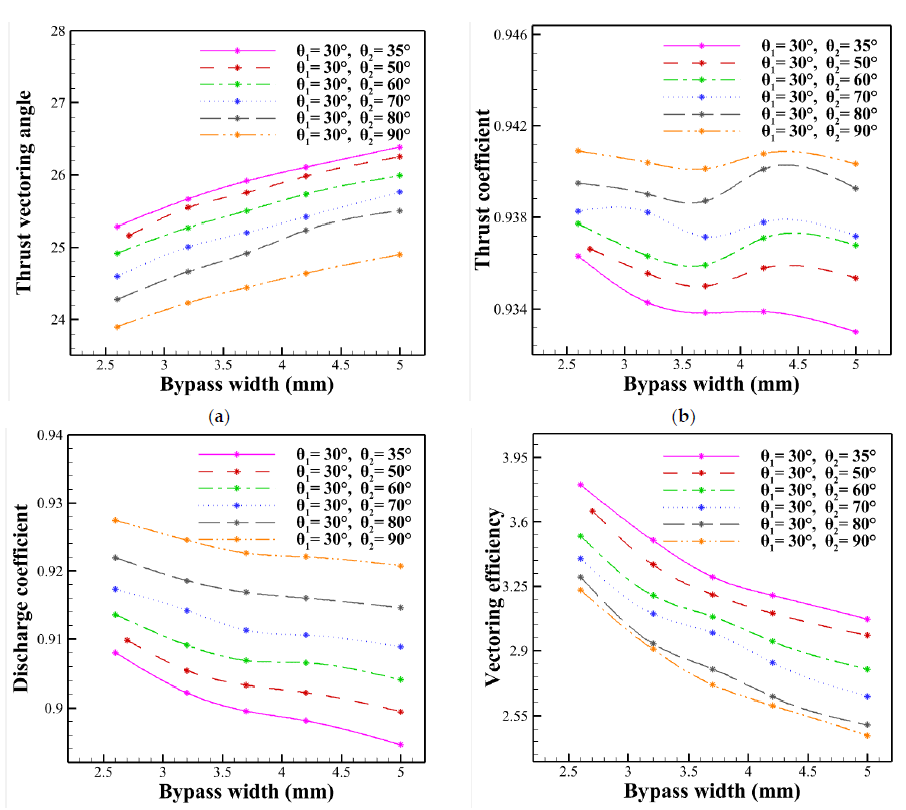 28
27
26
25
24
Thrust vectoring angle
θ1= 30°, θ2= 35°
θ1= 30°, θ2= 50°
θ1= 30°, θ2= 60°
θ1= 30°, θ2= 70°
θ1= 30°, θ2= 80°
θ1= 30°, θ2= 90°
2.5 3 3.5 4 4.5 5
Bypass width (mm)
(a)
0.946
0.942
0.938
0.934
Thrust coefficient
θ1= 30°, θ2= 35°
θ1= 30°, θ2= 50°
θ1= 30°, θ2= 60°
θ1= 30°, θ2= 70°
θ1= 30°, θ2= 80°
θ1= 30°, θ2= 90°
2.5 3 3.5 4 4.5 5
Bypass width (mm)
(b)
0.94
0.93
0.92
0.91
0.9
Discharge coefficient
θ1= 30°, θ2= 35°
θ1= 30°, θ2= 50°
θ1= 30°, θ2= 60°
θ1= 30°, θ2= 70°
θ1= 30°, θ2= 80°
θ1= 30°, θ2= 90°
2.5 3 3.5 4 4.5 5
Bypass width (mm)
3.95
3.6
3.25
2.9
2.55
Vectoring efficiency
θ1= 30°, θ2= 35°
θ1= 30°, θ2= 50°
θ1= 30°, θ2= 60°
θ1= 30°, θ2= 70°
θ1= 30°, θ2= 80°
θ1= 30°, θ2= 90°
2.5 3 3.5 4 4.5 5
Bypass width (mm)